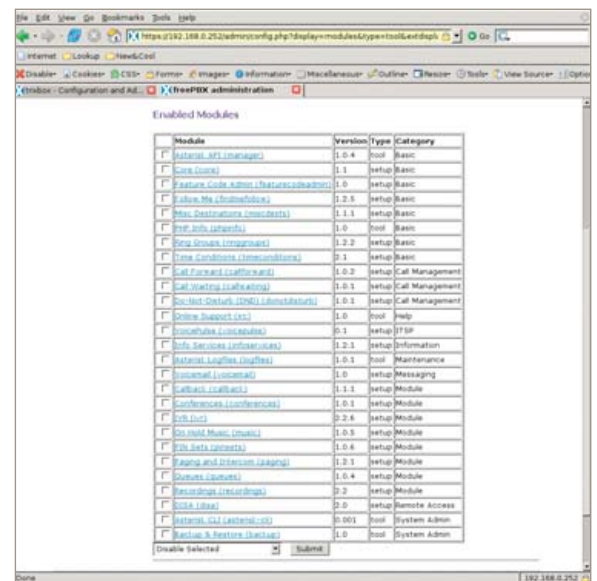 File Edit View Go Bookmarks Tools Help
https://192.168.0.252/admin/config.php?display=modules&type=tool&extdispl Go
Internet Lookup New&Cool
Disable Cookies CSS Forms Images Information Miscellaneous Outline Resize Tools View Source Option
trixbox - Configuration and Ad... freePBX administration
Enabled Modules
Module Version Type Category
Asterisk API (manager) 1.0.4 tool Basic
Core (core) 1.1 setup Basic
Feature Code Admin (featurecodeadmin) 1.0 setup Basic
Follow Me (findmefollow) 1.2.5 setup Basic
Misc Destinations (miscdests) 1.1.1 setup Basic
PHP Info (phpinfo) 1.0 tool Basic
Ring Groups (ringgroups) 1.2.2 setup Basic
Time Conditions (timeconditions) 2.1 setup Basic
Call Forward (callforward) 1.0.2 setup Call Management
Call Waiting (callwaiting) 1.0.1 setup Call Management
Do-Not-Disturb (DND) (donotdisturb) 1.0.1 setup Call Management
Online Support (irc) 1.0 tool Help
VoicePulse (voicepulse) 0.1 setup ITSP
Info Services (infoservices) 1.2.1 setup Information
Asterisk Logfiles (logfiles) 1.0.1 tool Maintenance
Voicemail (voicemail) 1.0 setup Messaging
Callback (callback) 1.1.1 setup Module
Conferences (conferences) 1.0.1 setup Module
IVR (ivr) 2.2.6 setup Module
On Hold Music (music) 1.0.5 setup Module
PIN Sets (pinsets) 1.0.6 setup Module
Paging and Intercom (paging) 1.2.1 setup Module
Queues (queues) 1.0.4 setup Module
Recordings (recordings) 2.2 setup Module
DISA (disa) 2.0 setup Remote Access
Asterisk CLI (asterisk-cli) 0.001 tool System Admin
Backup & Restore (backup) 1.0 tool System Admin
Disable Selected Submit
Done 192.168.0.252